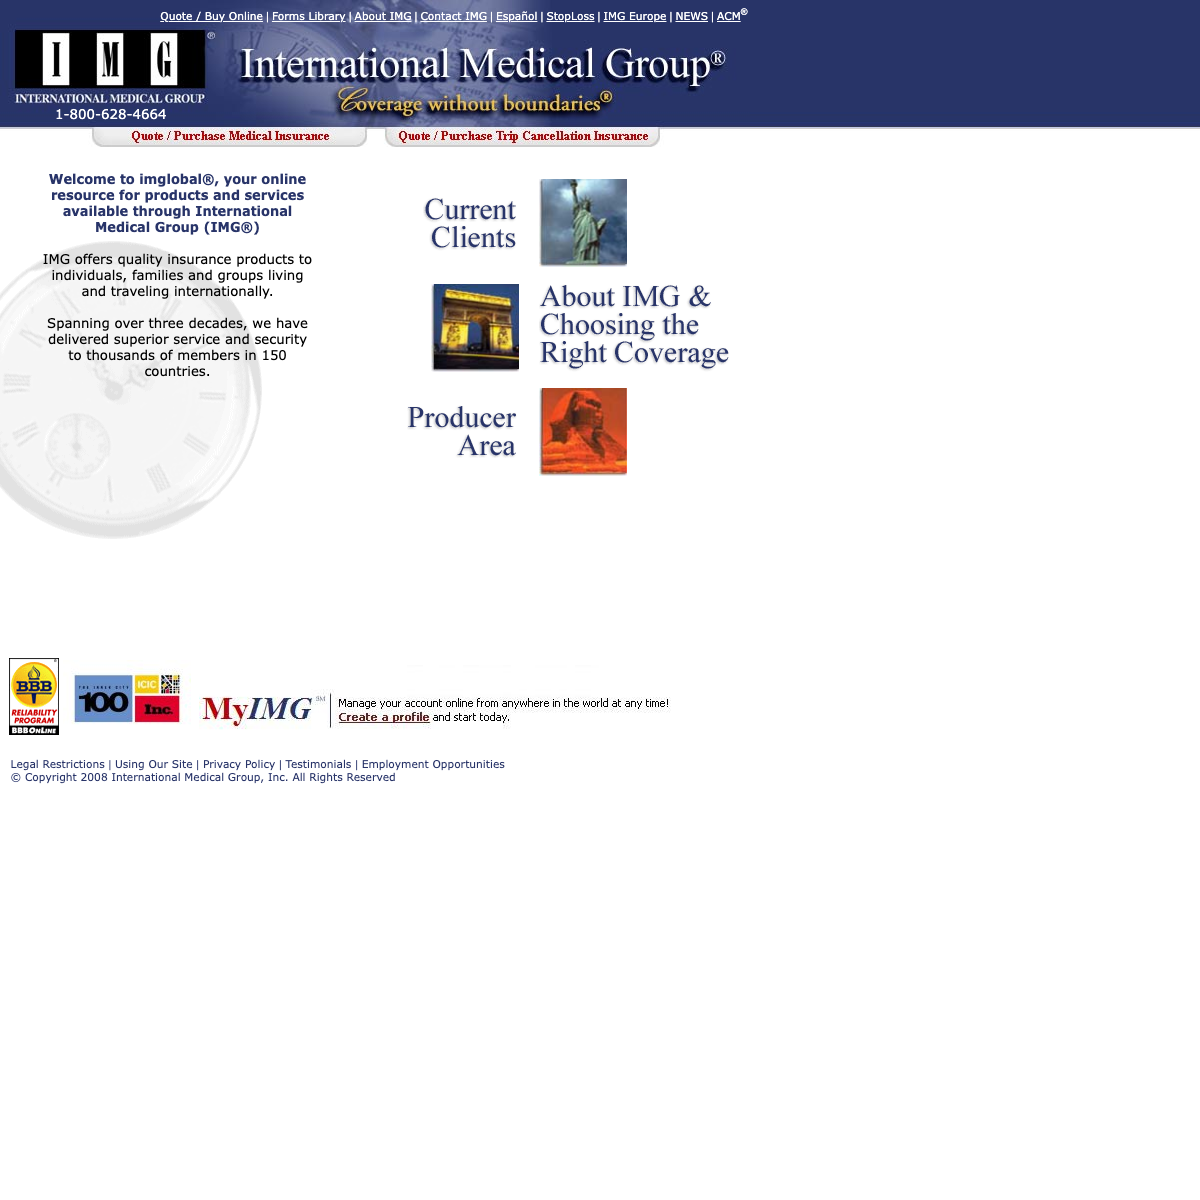 Quote / Buy Online | Forms Library | About IMG | Contact IMG | Español | StopLoss | IMG Europe | NEWS | ACM®
IMG®
INTERNATIONAL MEDICAL GROUP
1-800-628-4664
International Medical Group®
Coverage without boundaries®
Quote / Purchase Medical Insurance
Quote / Purchase Trip Cancellation Insurance
Welcome to imglobal®, your online
resource for products and services
available through International
Medical Group (IMG®)
IMG offers quality insurance products to
individuals, families and groups living
and traveling internationally.
Spanning over three decades, we have
delivered superior service and security
to thousands of members in 150
countries.
Current
Clients
About IMG &
Choosing the
Right Coverage
Producer
Area
BBB
RELIABILITY
PROGRAM
BBBOnLine
THE INNER CITY
100
ICIC
Inc.
MyIMG℠
Manage your account online from anywhere in the world at any time!
Create a profile and start today.
Legal Restrictions | Using Our Site | Privacy Policy | Testimonials | Employment Opportunities
© Copyright 2008 International Medical Group, Inc. All Rights Reserved